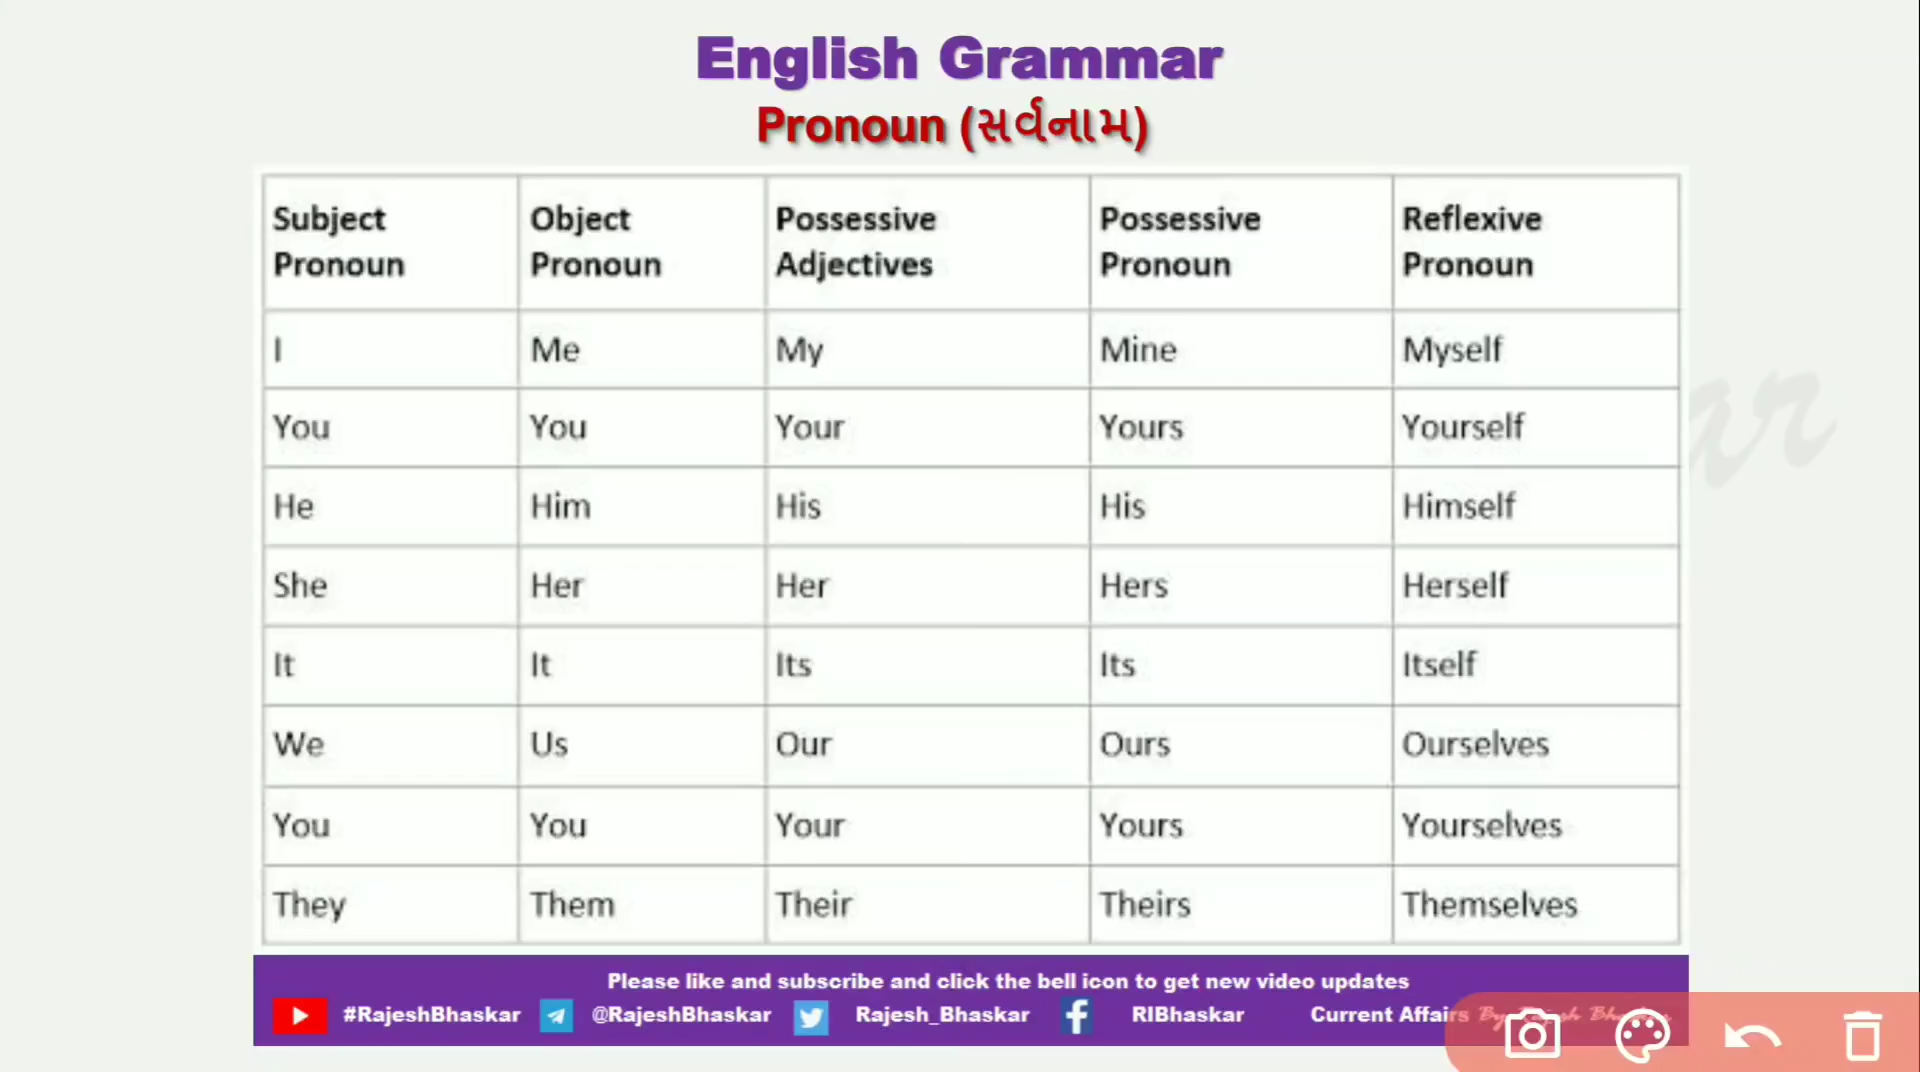 English Grammar
Pronoun (સર્વનામ)
Subject Pronoun | Object Pronoun | Possessive Adjectives | Possessive Pronoun | Reflexive Pronoun
I | Me | My | Mine | Myself
You | You | Your | Yours | Yourself
He | Him | His | His | Himself
She | Her | Her | Hers | Herself
It | It | Its | Its | Itself
We | Us | Our | Ours | Ourselves
You | You | Your | Yours | Yourselves
They | Them | Their | Theirs | Themselves
Please like and subscribe and click the bell icon to get new video updates
#RajeshBhaskar @RajeshBhaskar Rajesh_Bhaskar RIBhaskar Current Affairs By